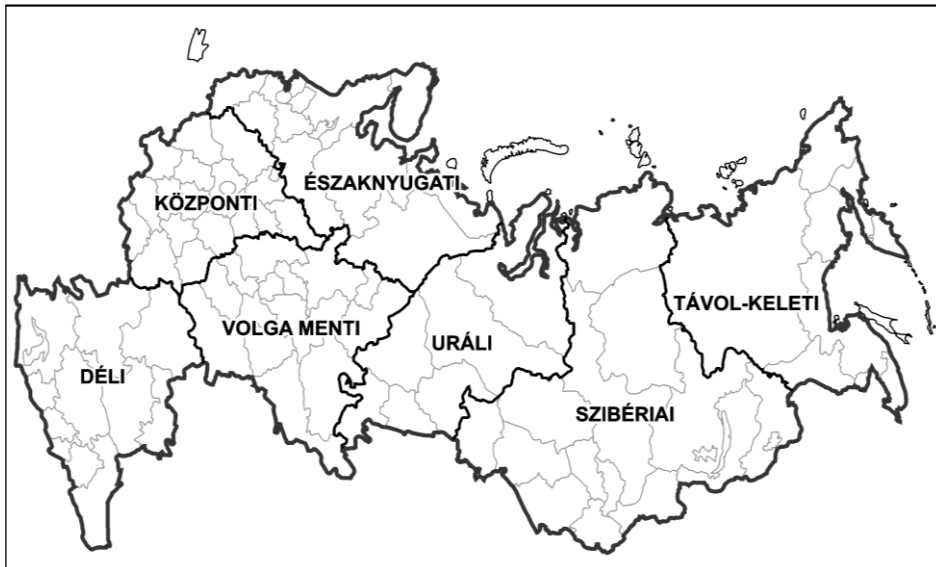 ÉSZAKNYUGATI
KÖZPONTI
TÁVOL-KELETI
VOLGA MENTI
URÁLI
DÉLI
SZIBÉRIAI